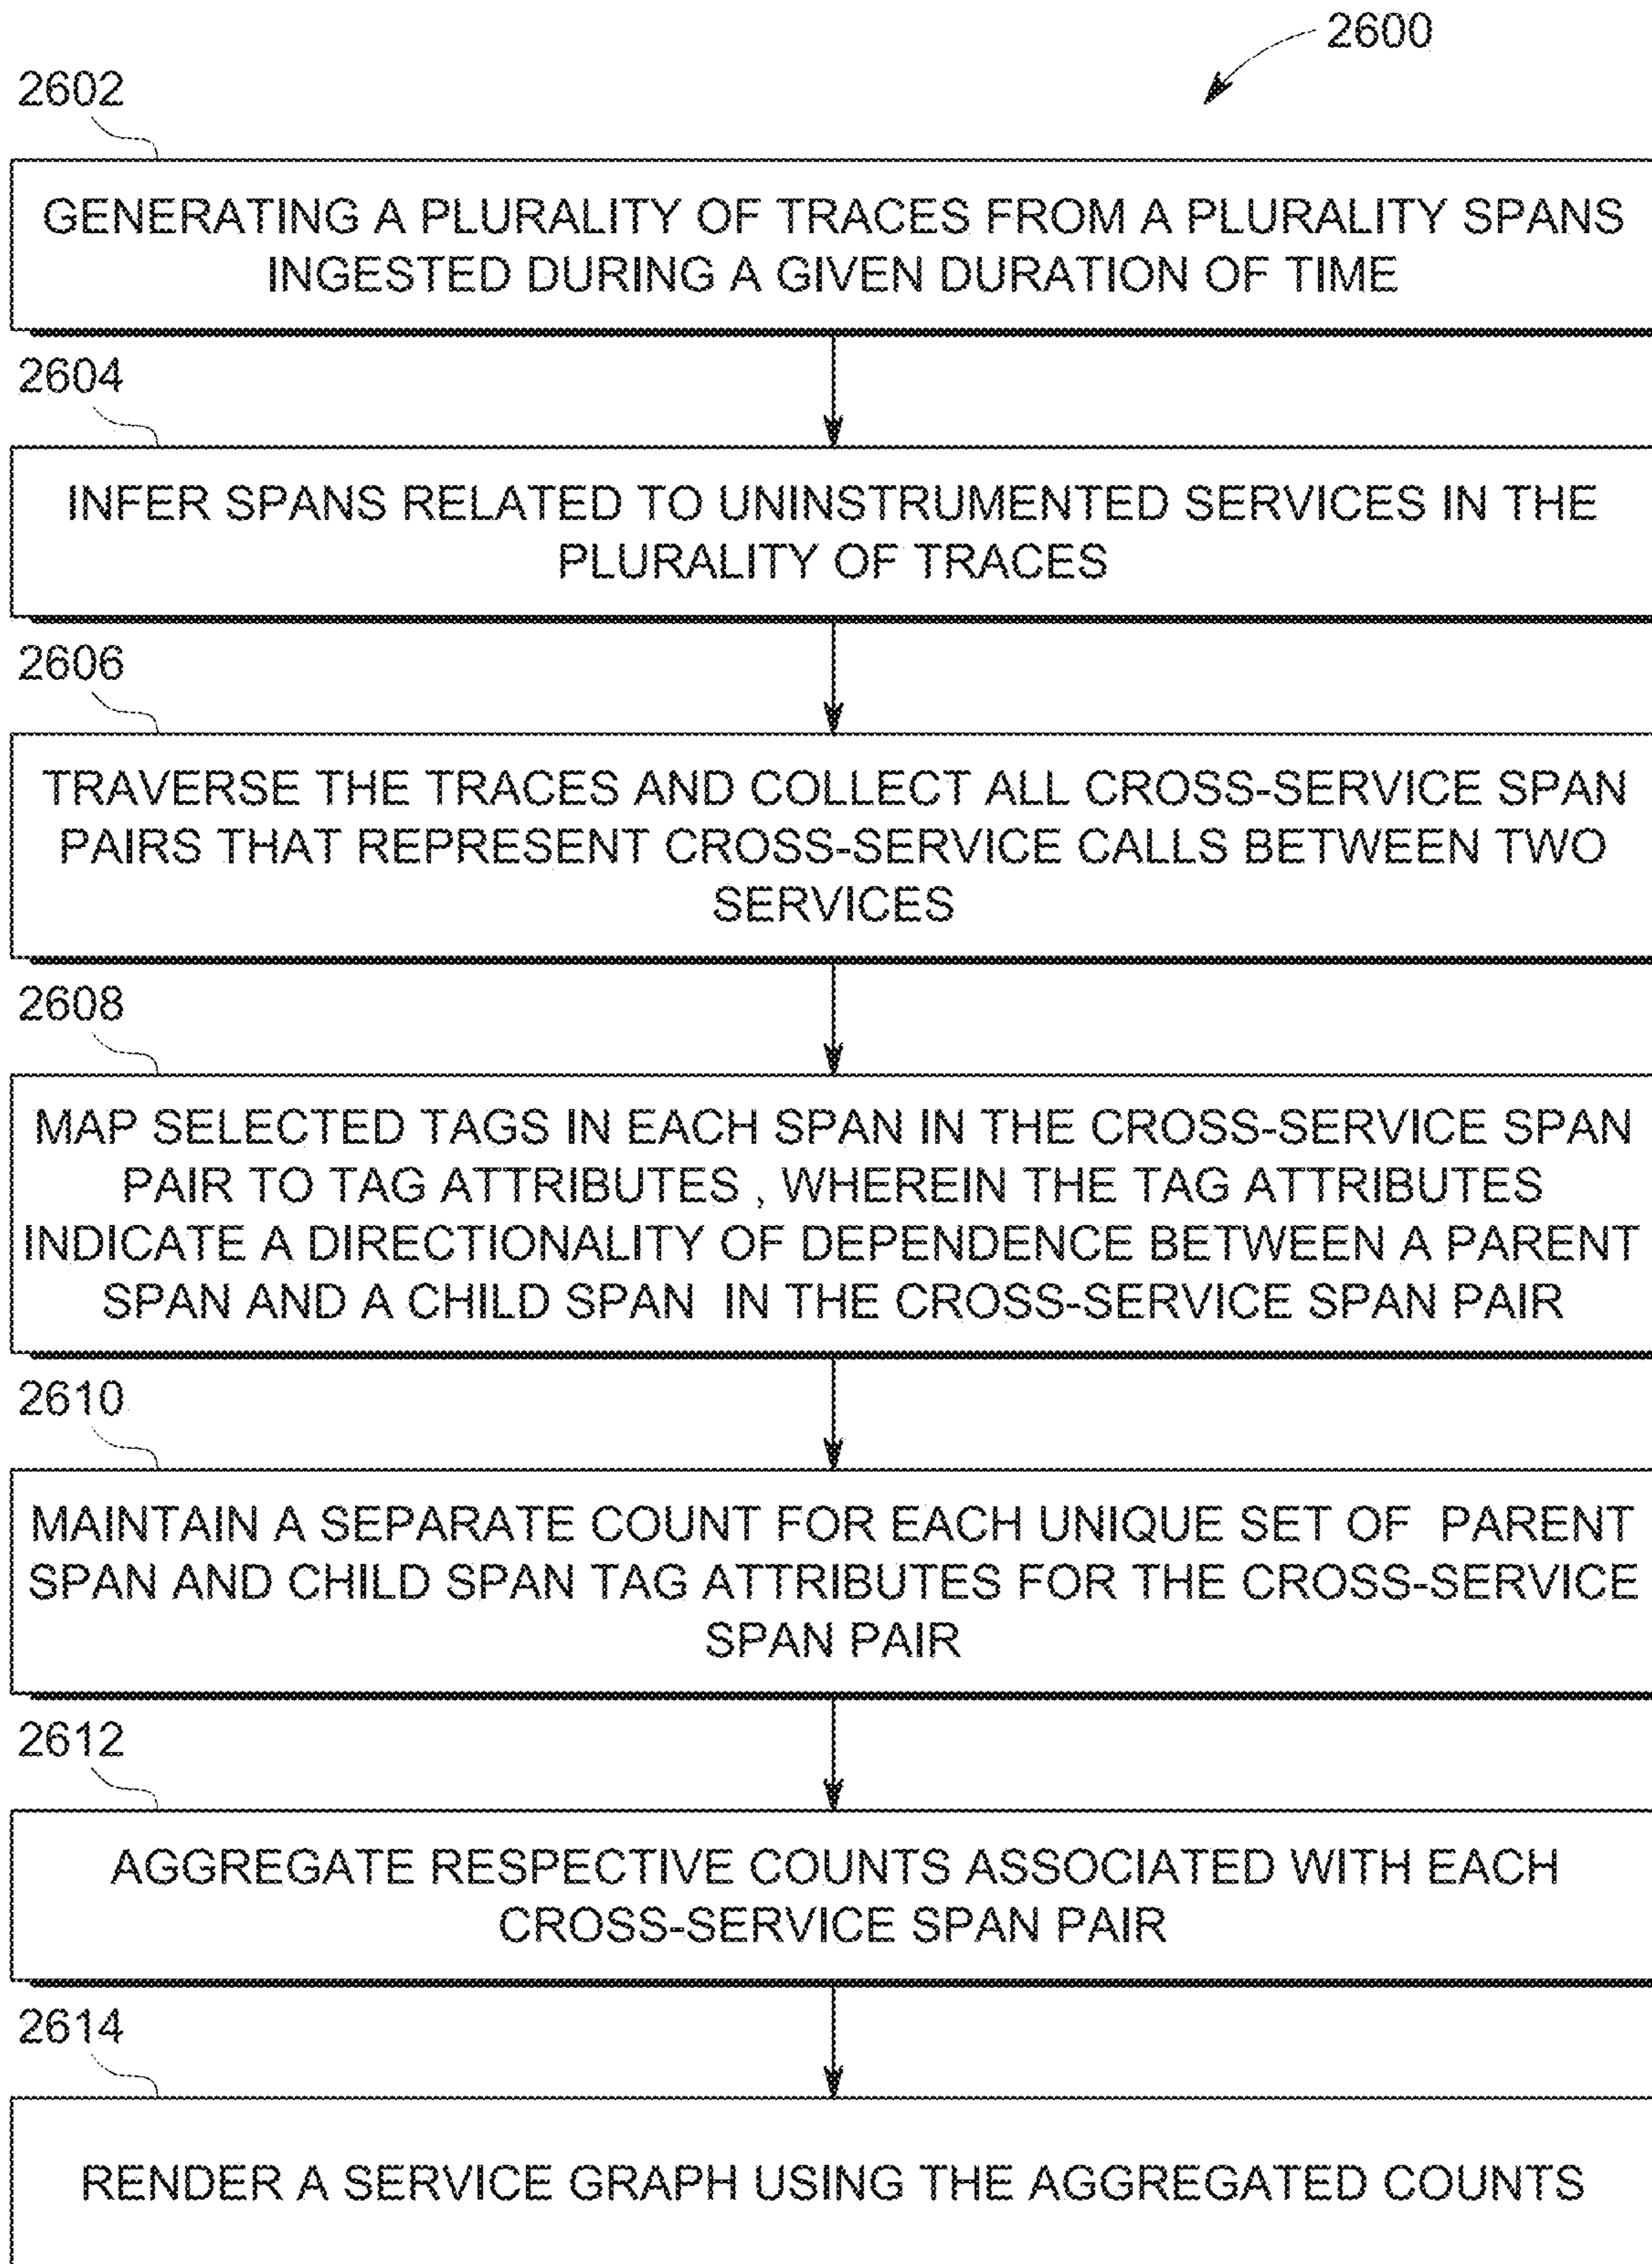 2600
2602
GENERATING A PLURALITY OF TRACES FROM A PLURALITY SPANS
INGESTED DURING A GIVEN DURATION OF TIME
2604
INFER SPANS RELATED TO UNINSTRUMENTED SERVICES IN THE
PLURALITY OF TRACES
2606
TRAVERSE THE TRACES AND COLLECT ALL CROSS-SERVICE SPAN
PAIRS THAT REPRESENT CROSS-SERVICE CALLS BETWEEN TWO
SERVICES
2608
MAP SELECTED TAGS IN EACH SPAN IN THE CROSS-SERVICE SPAN
PAIR TO TAG ATTRIBUTES , WHEREIN THE TAG ATTRIBUTES
INDICATE A DIRECTIONALITY OF DEPENDENCE BETWEEN A PARENT
SPAN AND A CHILD SPAN IN THE CROSS-SERVICE SPAN PAIR
2610
MAINTAIN A SEPARATE COUNT FOR EACH UNIQUE SET OF PARENT
SPAN AND CHILD SPAN TAG ATTRIBUTES FOR THE CROSS-SERVICE
SPAN PAIR
2612
AGGREGATE RESPECTIVE COUNTS ASSOCIATED WITH EACH
CROSS-SERVICE SPAN PAIR
2614
RENDER A SERVICE GRAPH USING THE AGGREGATED COUNTS